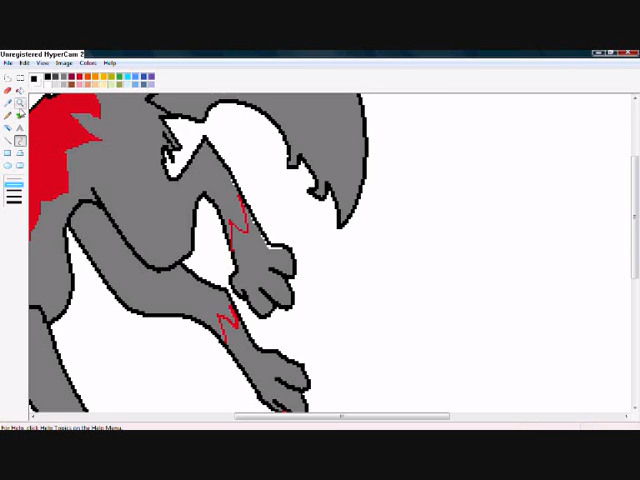 Unregistered HyperCam 2
File Edit View Image Colors Help
For Help, click Help Topics on the Help Menu.